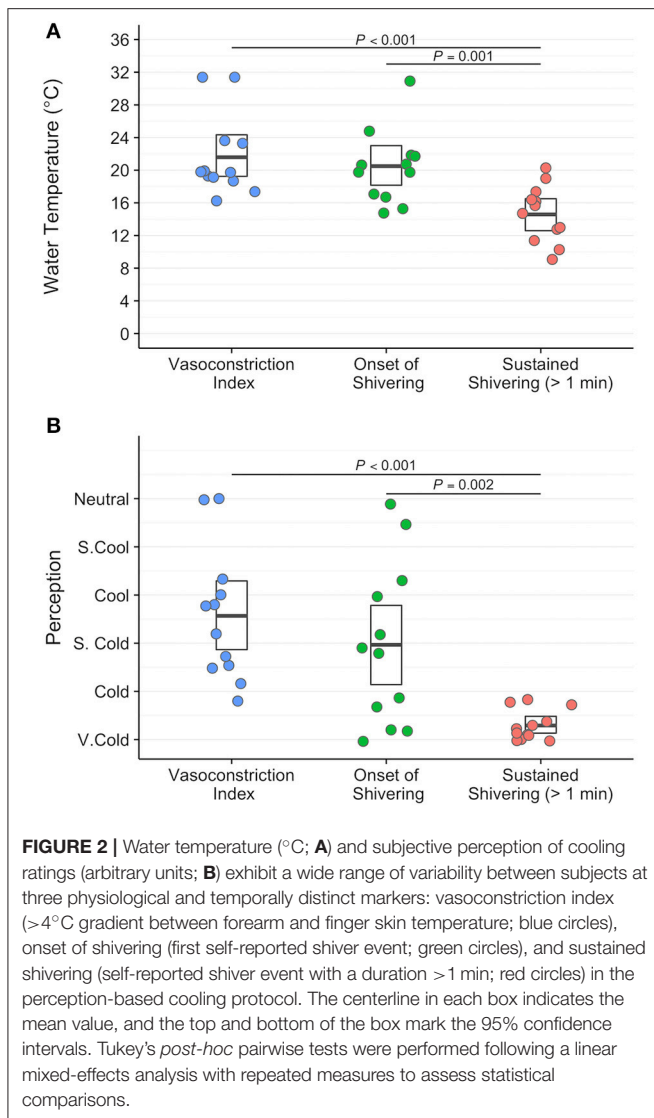 A
P < 0.001
P = 0.001
36
32
28
24
20
16
12
8
4
0
Water Temperature (°C)
Vasoconstriction
Index
Onset of
Shivering
Sustained
Shivering (> 1 min)
B
P < 0.001
P = 0.002
Neutral
S.Cool
Cool
S. Cold
Cold
V.Cold
Perception
Vasoconstriction
Index
Onset of
Shivering
Sustained
Shivering (> 1 min)
FIGURE 2 | Water temperature (°C; A) and subjective perception of cooling
ratings (arbitrary units; B) exhibit a wide range of variability between subjects at
three physiological and temporally distinct markers: vasoconstriction index
(>4°C gradient between forearm and finger skin temperature; blue circles),
onset of shivering (first self-reported shiver event; green circles), and sustained
shivering (self-reported shiver event with a duration >1 min; red circles) in the
perception-based cooling protocol. The centerline in each box indicates the
mean value, and the top and bottom of the box mark the 95% confidence
intervals. Tukey's post-hoc pairwise tests were performed following a linear
mixed-effects analysis with repeated measures to assess statistical
comparisons.